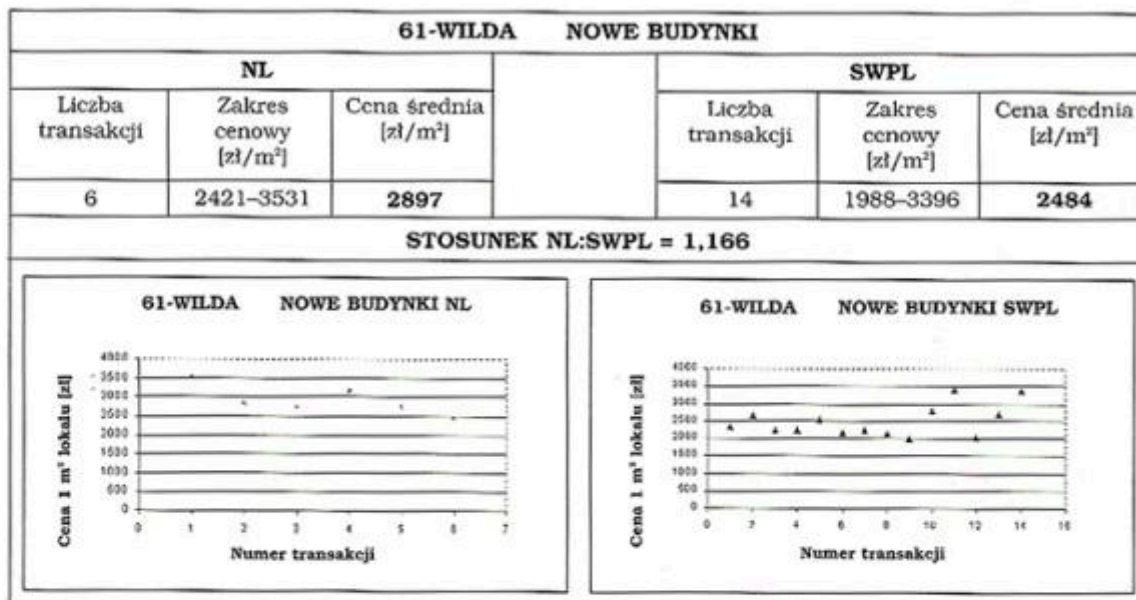 61-WILDA NOWE BUDYNKI
NL
SWPL
Liczba transakcji
Zakres cenowy [zł/m²]
Cena średnia [zł/m²]
Liczba transakcji
Zakres cenowy [zł/m²]
Cena średnia [zł/m²]
6 2421–3531 2897
14 1988–3396 2484
STOSUNEK NL:SWPL = 1,166
61-WILDA NOWE BUDYNKI NL
Cena 1 m² lokalu [zł]
4000
3500
3000
2500
2000
1500
1000
500
0
0 1 2 3 4 5 6 7
Numer transakcji
61-WILDA NOWE BUDYNKI SWPL
Cena 1 m² lokalu [zł]
4000
3500
3000
2500
2000
1500
1000
500
0
0 2 4 6 8 10 12 14 16
Numer transakcji